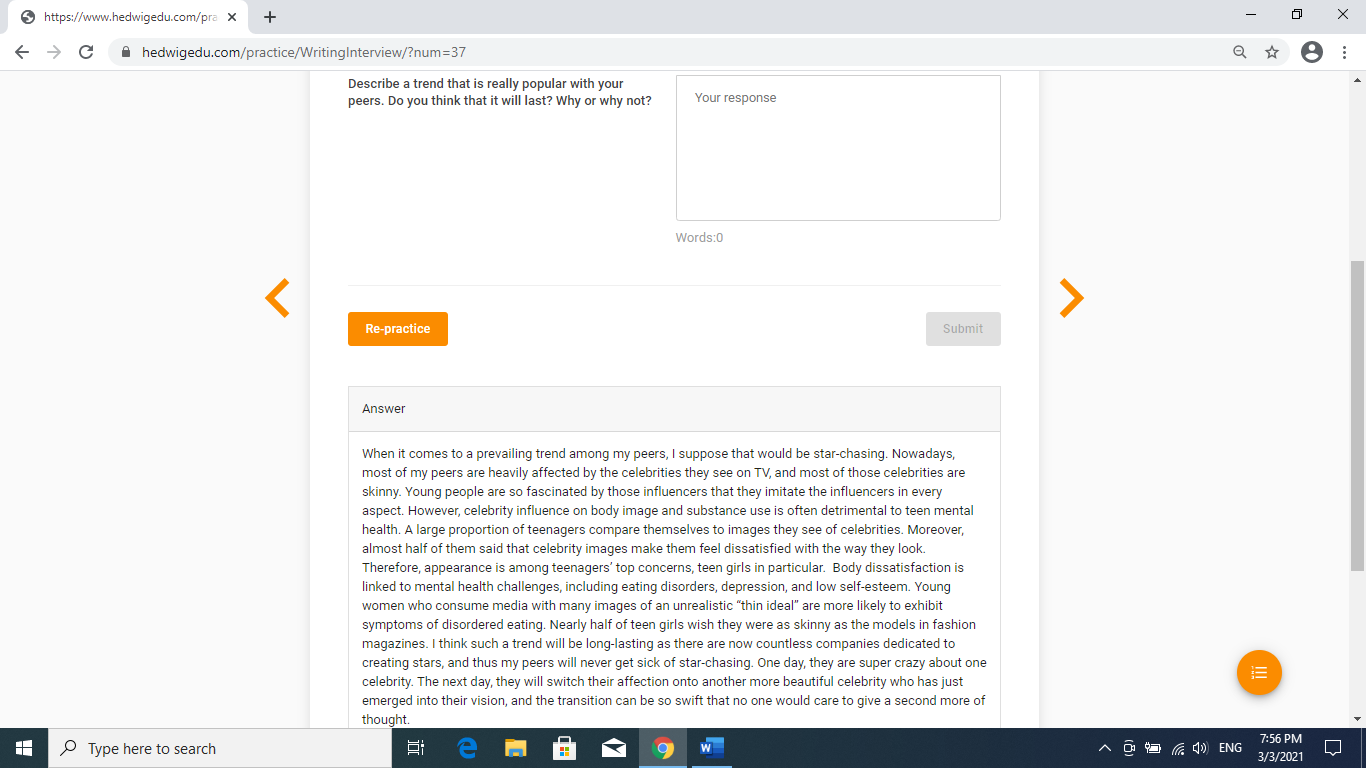 https://www.hedwigedu.com/pra
hedwigedu.com/practice/WritingInterview/?num=37
Describe a trend that is really popular with your
peers. Do you think that it will last? Why or why not?
Your response
Words:0
Re-practice
Submit
Answer
When it comes to a prevailing trend among my peers, I suppose that would be star-chasing. Nowadays,
most of my peers are heavily affected by the celebrities they see on TV, and most of those celebrities are
skinny. Young people are so fascinated by those influencers that they imitate the influencers in every
aspect. However, celebrity influence on body image and substance use is often detrimental to teen mental
health. A large proportion of teenagers compare themselves to images they see of celebrities. Moreover,
almost half of them said that celebrity images make them feel dissatisfied with the way they look.
Therefore, appearance is among teenagers’ top concerns, teen girls in particular.  Body dissatisfaction is
linked to mental health challenges, including eating disorders, depression, and low self-esteem. Young
women who consume media with many images of an unrealistic “thin ideal” are more likely to exhibit
symptoms of disordered eating. Nearly half of teen girls wish they were as skinny as the models in fashion
magazines. I think such a trend will be long-lasting as there are now countless companies dedicated to
creating stars, and thus my peers will never get sick of star-chasing. One day, they are super crazy about one
celebrity. The next day, they will switch their affection onto another more beautiful celebrity who has just
emerged into their vision, and the transition can be so swift that no one would care to give a second more of
thought.
Type here to search
ENG
7:56 PM
3/3/2021